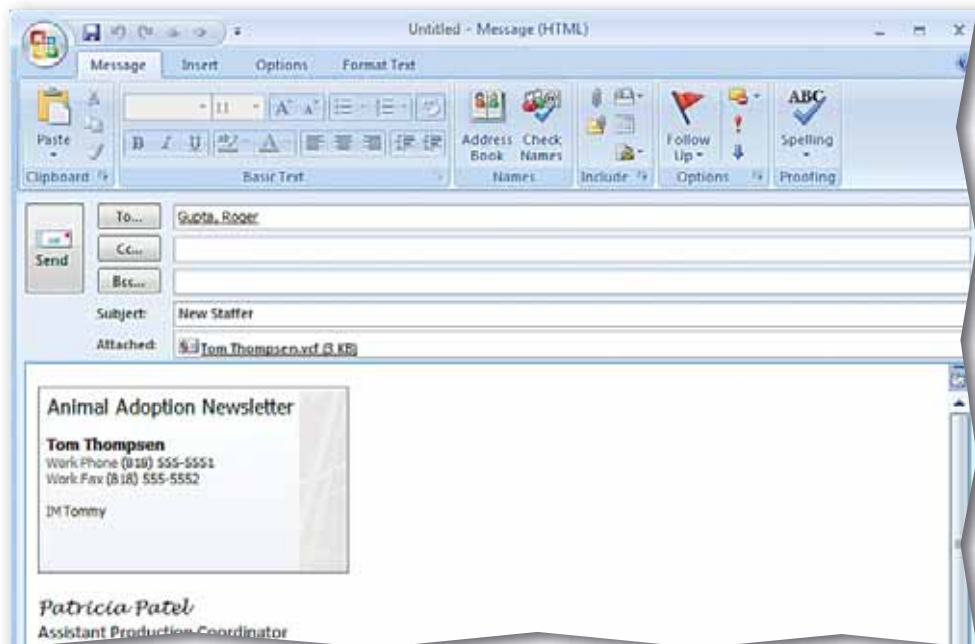 Untitled - Message (HTML)
Message Insert Options Format Text
Paste
Clipboard
11
A A
B I U ab A
Basic Text
Address Book
Check Names
Names
Include
Follow Up
Options
ABC
Spelling
Proofing
Send
To...
Gupta, Roger
Cc...
Bcc...
Subject:
New Staffer
Attached:
Tom Thompsen.vcf (3 KB)
Animal Adoption Newsletter
Tom Thompsen
Work Phone (818) 555-5551
Work Fax (818) 555-5552
IM Tommy
Patricia Patel
Assistant Production Coordinator